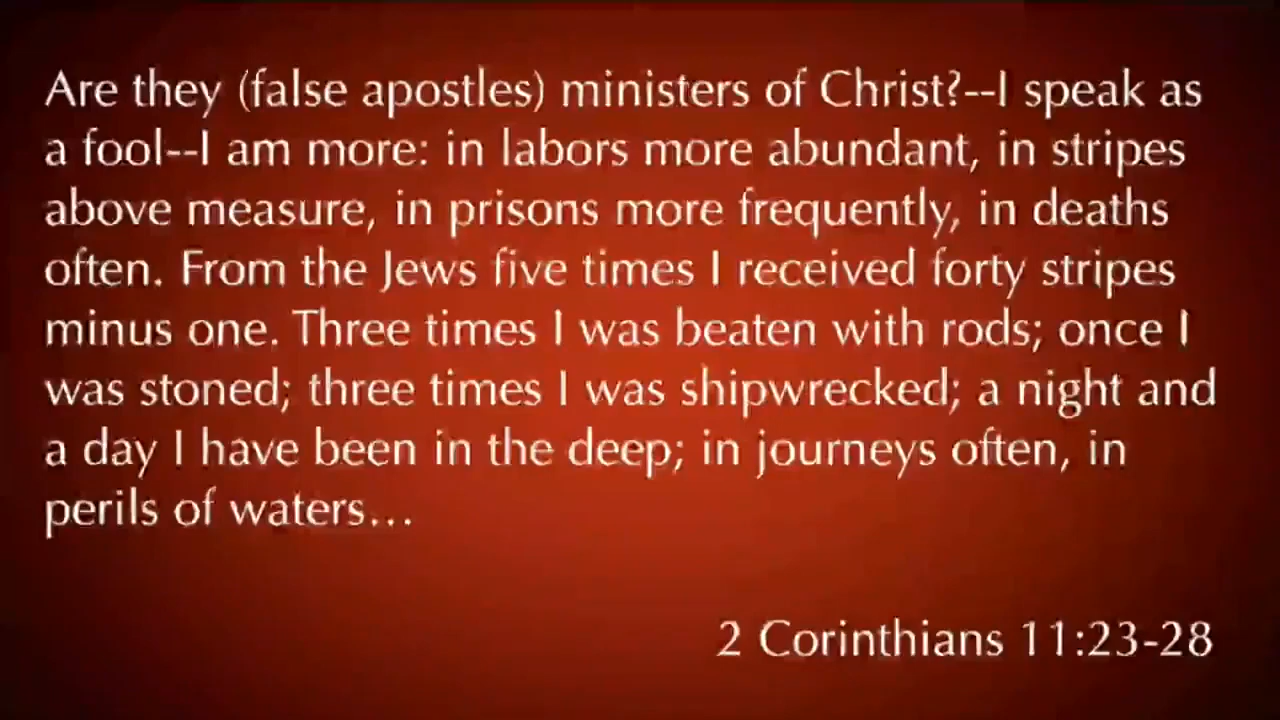 Are they (false apostles) ministers of Christ?--I speak as
a fool--I am more: in labors more abundant, in stripes
above measure, in prisons more frequently, in deaths
often. From the Jews five times I received forty stripes
minus one. Three times I was beaten with rods; once I
was stoned; three times I was shipwrecked; a night and
a day I have been in the deep; in journeys often, in
perils of waters...
2 Corinthians 11:23-28